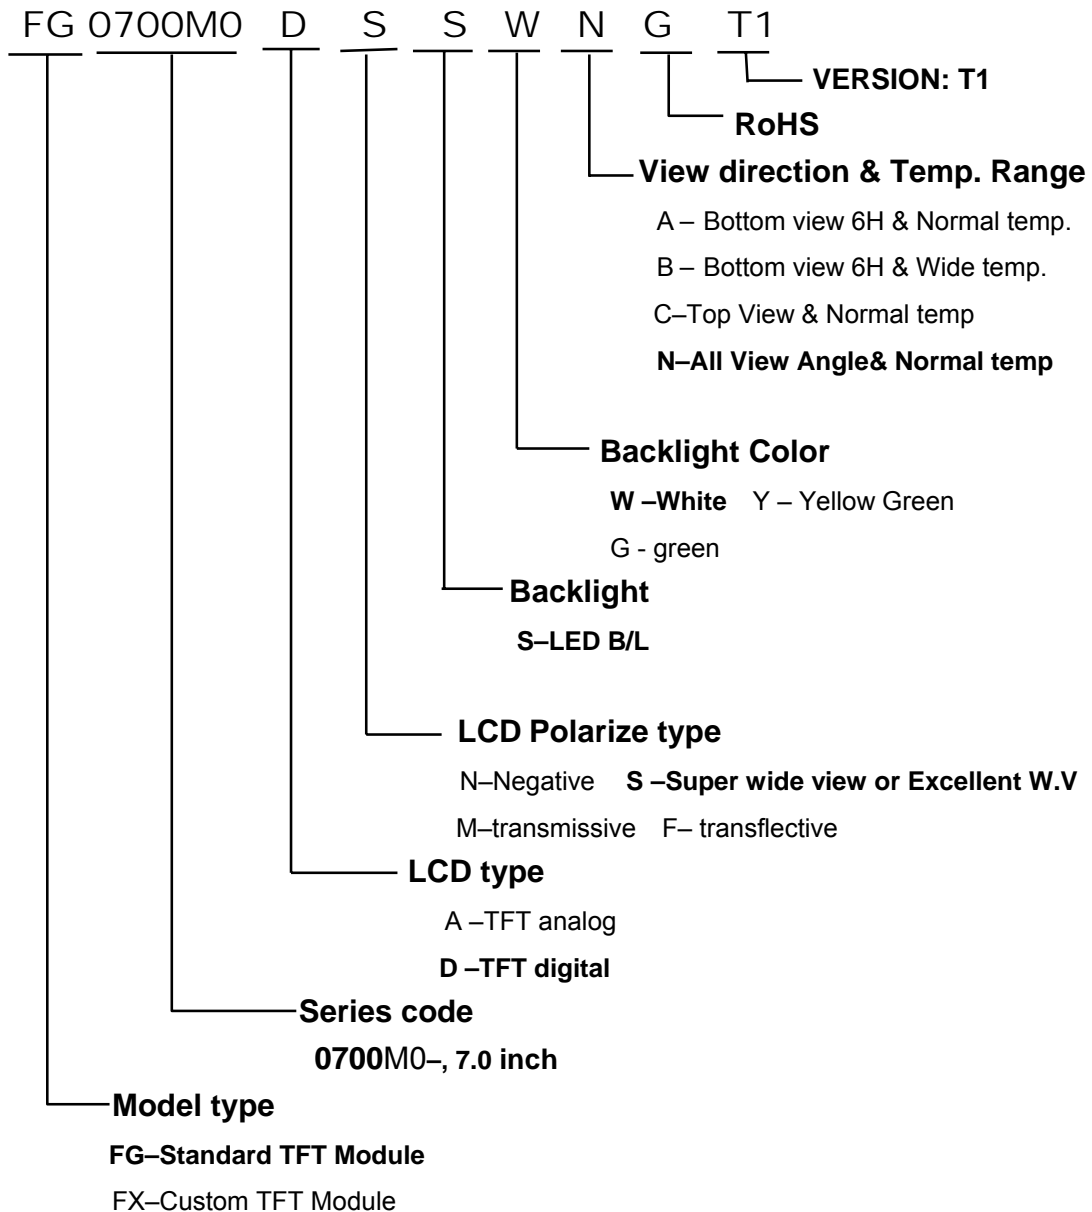 FG 0700M0 D S S W N G T1
VERSION: T1
RoHS
View direction & Temp. Range
A – Bottom view 6H & Normal temp.
B – Bottom view 6H & Wide temp.
C–Top View & Normal temp
N–All View Angle& Normal temp
Backlight Color
W –White Y – Yellow Green
G - green
Backlight
S–LED B/L
LCD Polarize type
N–Negative S –Super wide view or Excellent W.V
M–transmissive F– transflective
LCD type
A –TFT analog
D –TFT digital
Series code
0700M0–, 7.0 inch
Model type
FG–Standard TFT Module
FX–Custom TFT Module